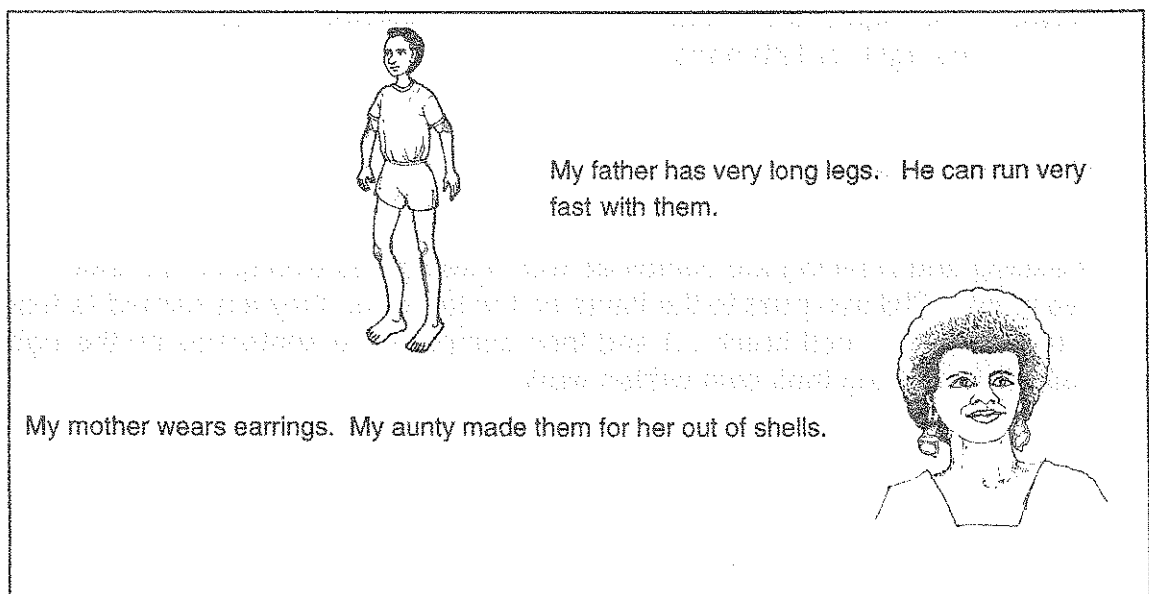 My father has very long legs. He can run very
fast with them.
My mother wears earrings. My aunty made them for her out of shells.